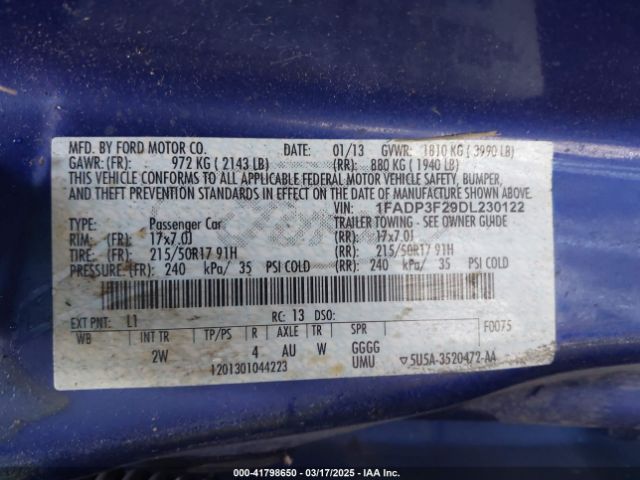 MFD. BY FORD MOTOR CO. DATE: 01/13 GVWR: 1810 KG ( 3990 LB)
GAWR: (FR) 972 KG ( 2143 LB) (RR): 880 KG ( 1940 LB)
THIS VEHICLE CONFORMS TO ALL APPLICABLE FEDERAL MOTOR VEHICLE SAFETY, BUMPER,
AND THEFT PREVENTION STANDARDS IN EFFECT ON THE DATE OF MANUFACTURE SHOWN ABOVE.
VIN: 1FADP3F29DL230122
TYPE: Passenger Car TRAILER TOWING - SEE OWNER GUIDE
RIM: (FR) 17x7.0J (RR): 17x7.0J
TIRE: (FR) 215/50R17 91H (RR): 215/50R17 91H
PRESSURE: (FR) 240 kPa/ 35 PSI COLD (RR): 240 kPa/ 35 PSI COLD
EXT PNT: L1 RC: 13 DSO: F0075
WB INT TR TP/PS R AXLE TR SPR
2W 4 AU W GGGG
UMU
1201301044223 ▽5U5A-3520472-AA
000-41798650 - 03/17/2025 - IAA Inc.